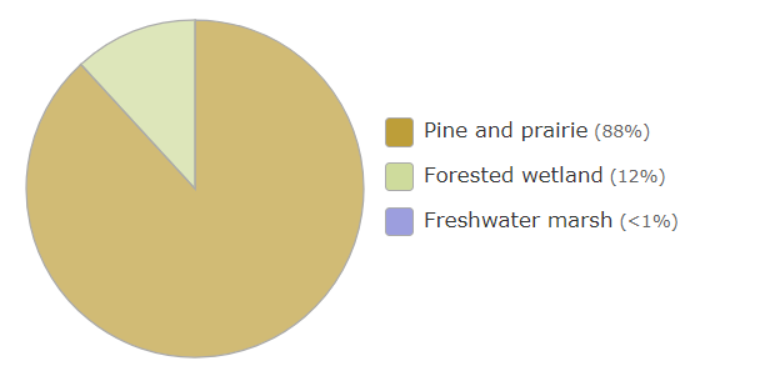 Pine and prairie (88%)
Forested wetland (12%)
Freshwater marsh (<1%)